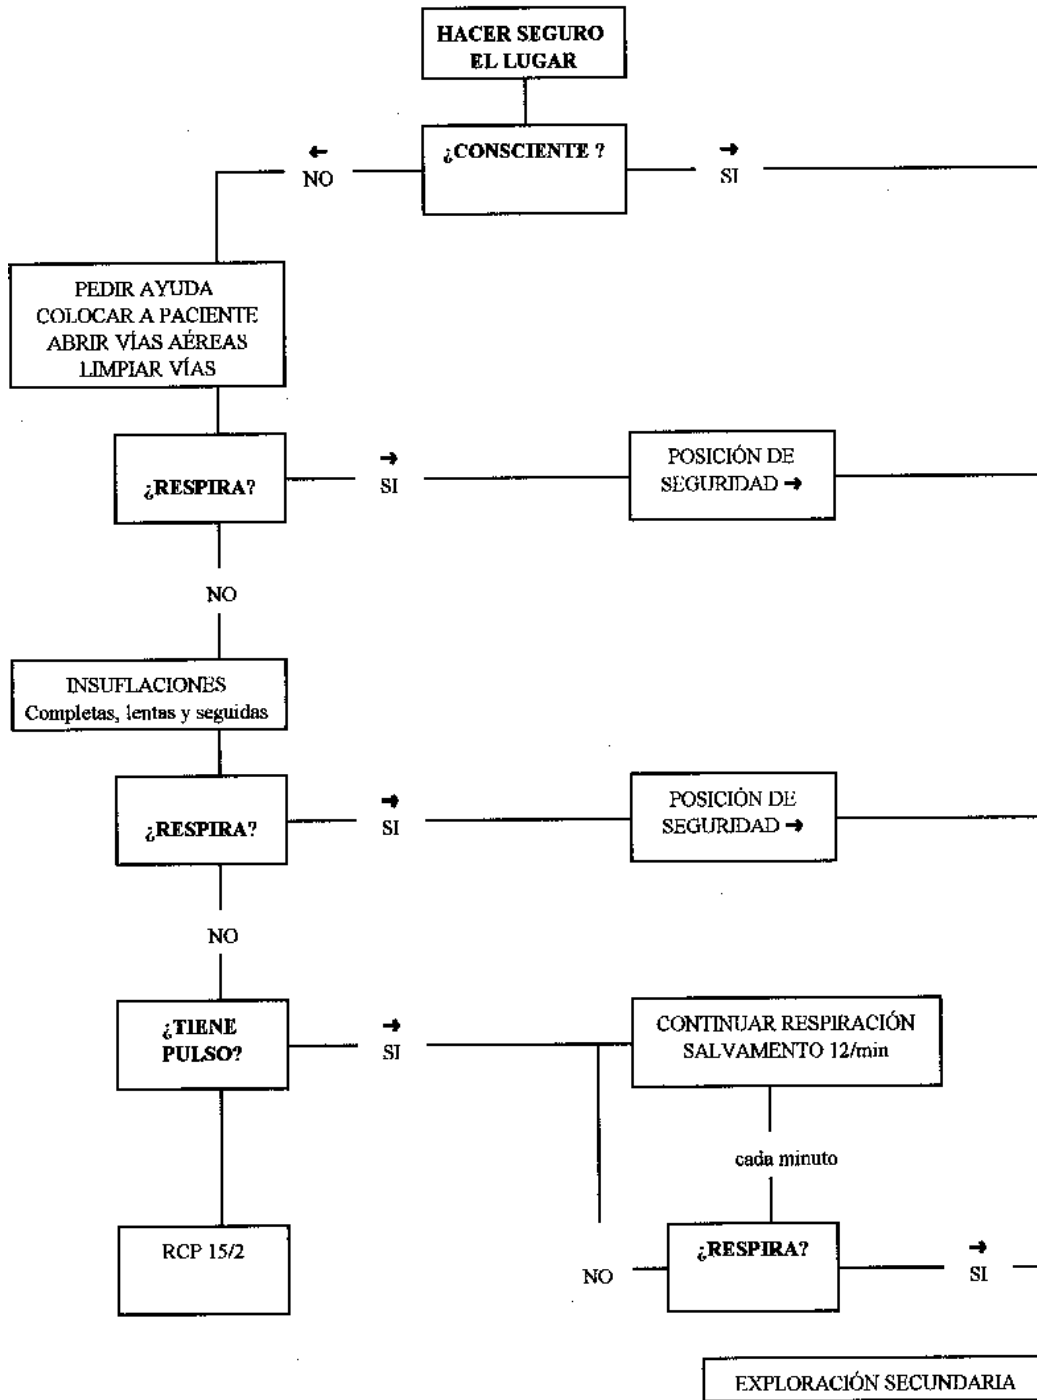 HACER SEGURO
EL LUGAR
¿CONSCIENTE ?
←
NO
→
SI
PEDIR AYUDA
COLOCAR A PACIENTE
ABRIR VÍAS AÉREAS
LIMPIAR VÍAS
¿RESPIRA?
→
SI
POSICIÓN DE
SEGURIDAD →
NO
INSUFLACIONES
Completas, lentas y seguidas
¿RESPIRA?
→
SI
POSICIÓN DE
SEGURIDAD →
NO
¿TIENE
PULSO?
→
SI
CONTINUAR RESPIRACIÓN
SALVAMENTO 12/min
cada minuto
RCP 15/2
¿RESPIRA?
NO
→
SI
EXPLORACIÓN SECUNDARIA